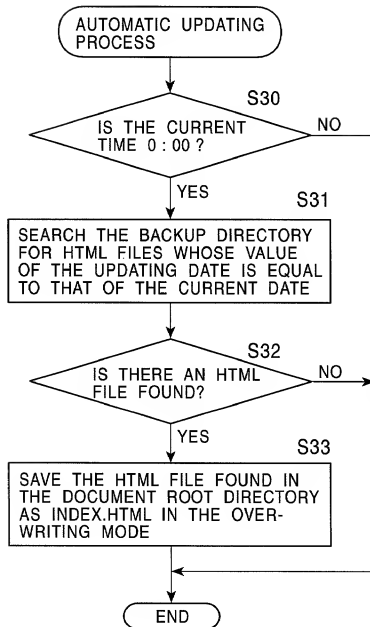 AUTOMATIC UPDATING
PROCESS
S30
IS THE CURRENT
TIME 0 : 00 ?
NO
YES
S31
SEARCH THE BACKUP DIRECTORY
FOR HTML FILES WHOSE VALUE
OF THE UPDATING DATE IS EQUAL
TO THAT OF THE CURRENT DATE
S32
IS THERE AN HTML
FILE FOUND?
NO
YES
S33
SAVE THE HTML FILE FOUND IN
THE DOCUMENT ROOT DIRECTORY
AS INDEX.HTML IN THE OVER-
WRITING MODE
END